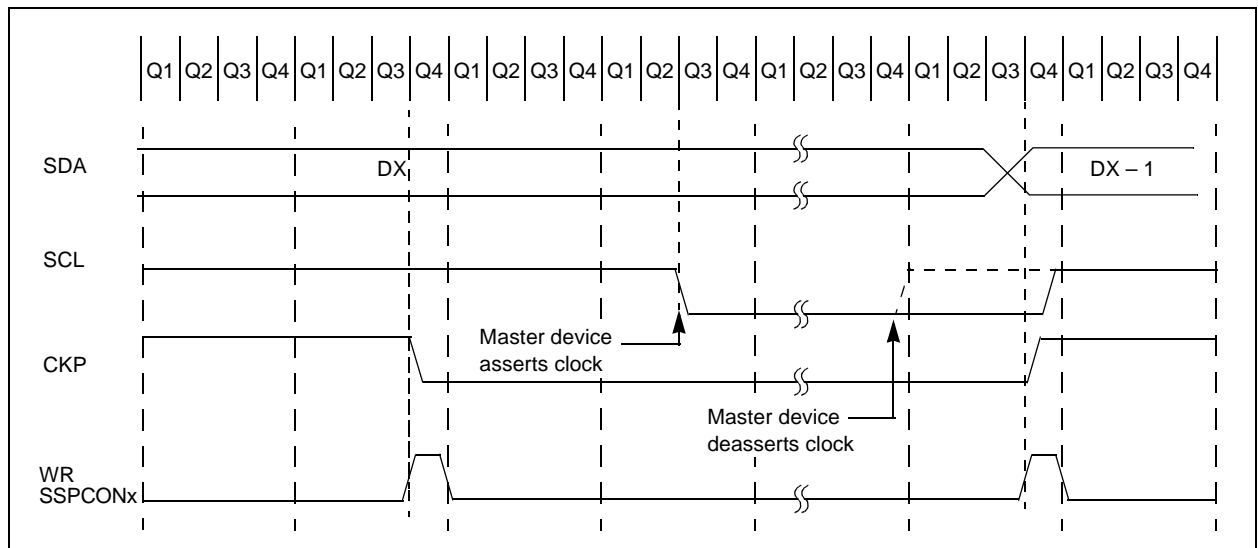 Q1 Q2 Q3 Q4 Q1 Q2 Q3 Q4 Q1 Q2 Q3 Q4 Q1 Q2 Q3 Q4 Q1 Q2 Q3 Q4 Q1 Q2 Q3 Q4 Q1 Q2 Q3 Q4
SDA
DX
DX – 1
SCL
Master device
asserts clock
CKP
Master device
deasserts clock
WR
SSPCONx